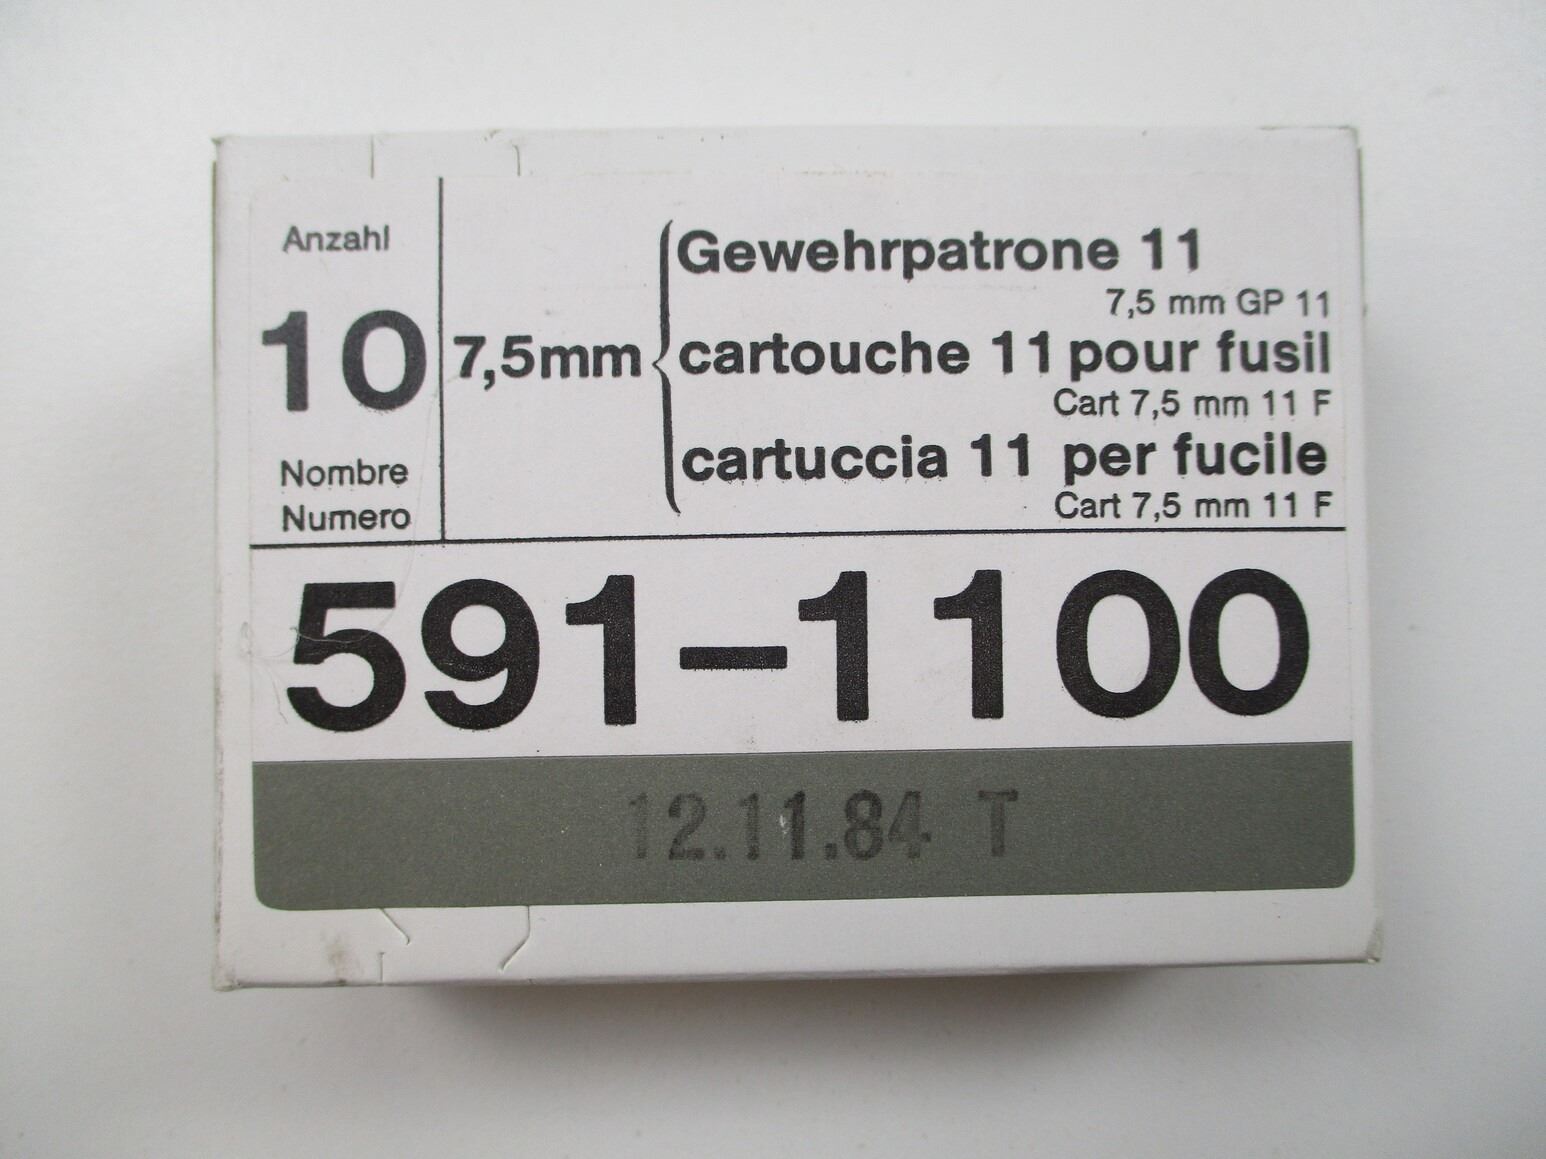 Anzahl
10
Nombre
Numero
7,5mm
Gewehrpatrone 11
7,5 mm GP 11
cartouche 11 pour fusil
Cart 7,5 mm 11 F
cartuccia 11 per fucile
Cart 7,5 mm 11 F
591-1100
12.11.84 T